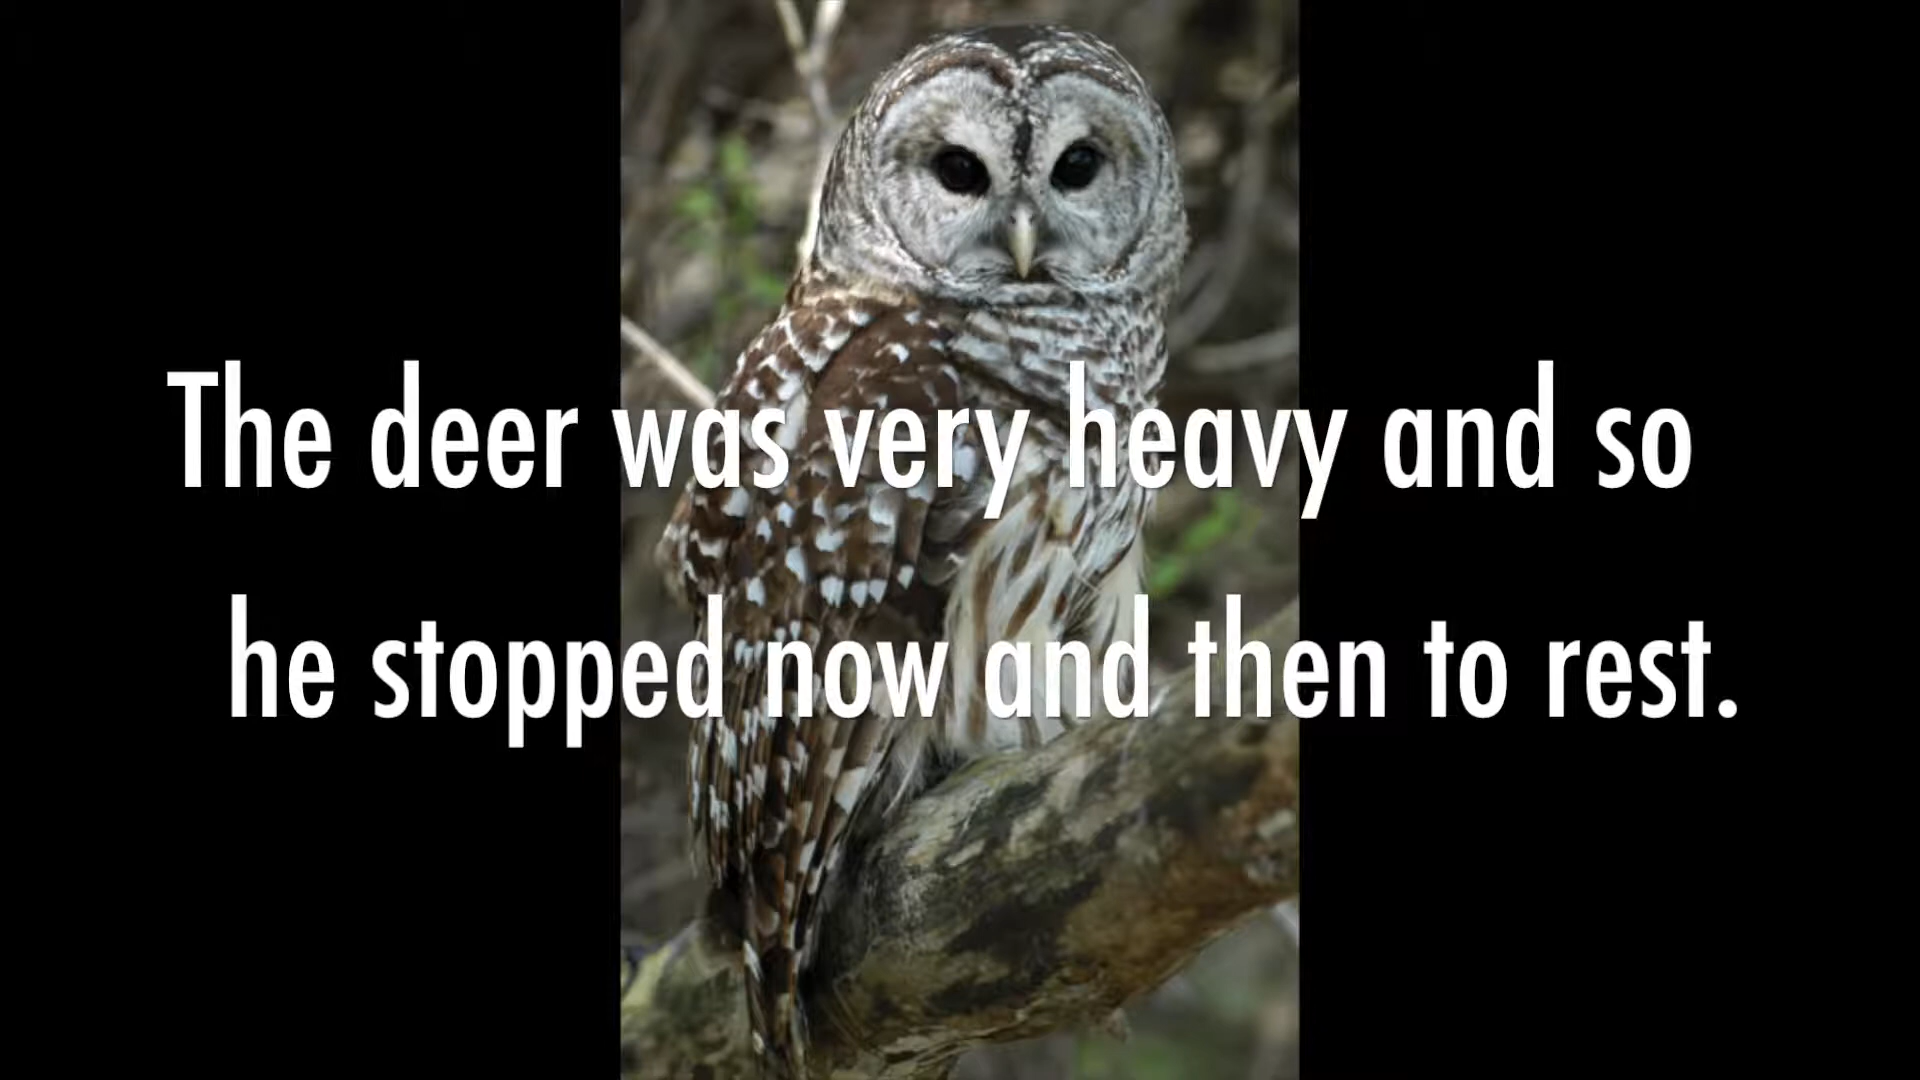 The deer was very heavy and so
he stopped now and then to rest.